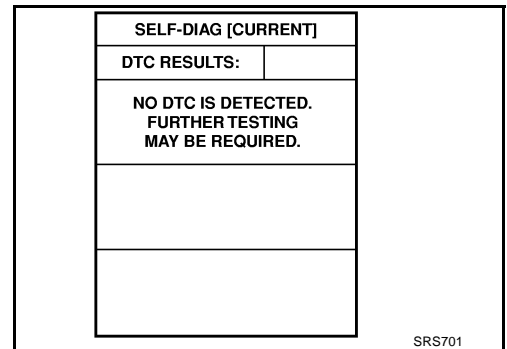 SELF-DIAG [CURRENT]
DTC RESULTS:
NO DTC IS DETECTED.
FURTHER TESTING
MAY BE REQUIRED.
SRS701